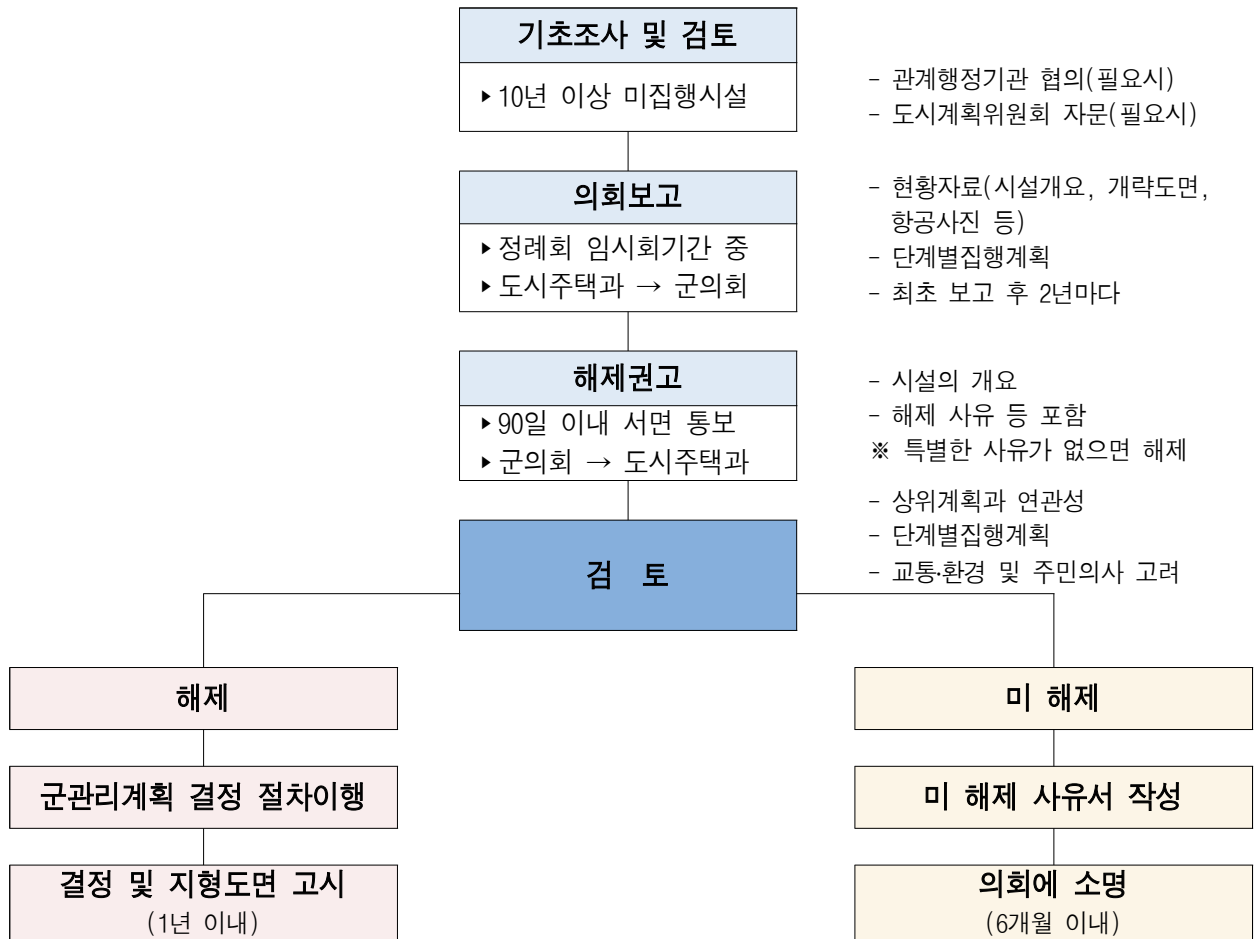 기초조사 및 검토
▸10년 이상 미집행시설
- 관계행정기관 협의(필요시)
- 도시계획위원회 자문(필요시)
의회보고
▸정례회 임시회기간 중
▸도시주택과 → 군의회
- 현황자료(시설개요, 개략도면,
항공사진 등)
- 단계별집행계획
- 최초 보고 후 2년마다
해제권고
▸90일 이내 서면 통보
▸군의회 → 도시주택과
- 시설의 개요
- 해제 사유 등 포함
※ 특별한 사유가 없으면 해제
검 토
- 상위계획과 연관성
- 단계별집행계획
- 교통·환경 및 주민의사 고려
해제
군관리계획 결정 절차이행
결정 및 지형도면 고시
(1년 이내)
미 해제
미 해제 사유서 작성
의회에 소명
(6개월 이내)